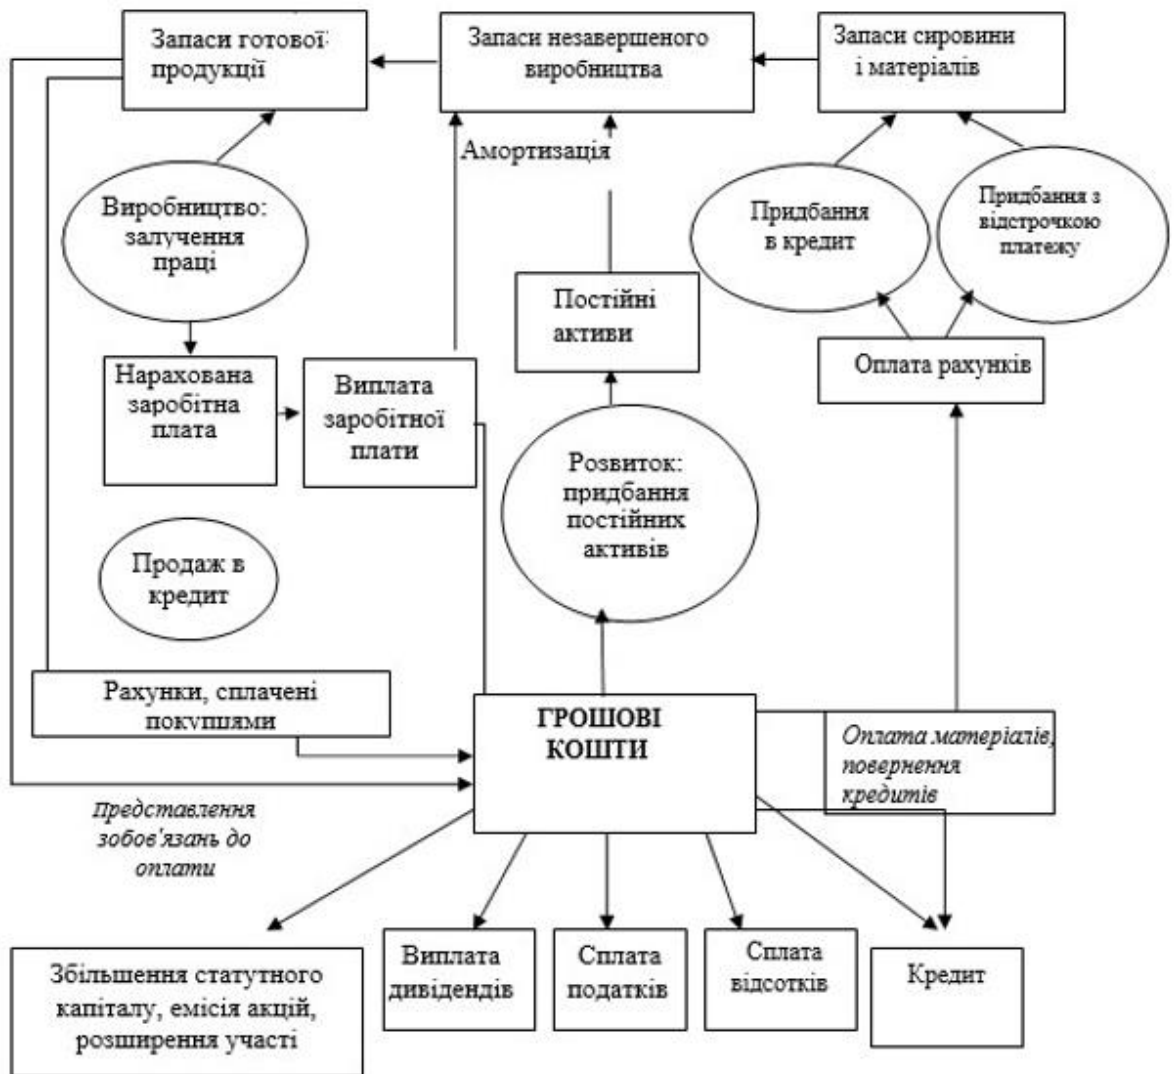 Запаси готової:
продукції
Запаси незавершеного
виробництва
Запаси сировини
і матеріалів
Амортизація
Виробництво:
залучення
праці
Придбання
в кредит
Придбання з
відстрочкою
платежу
Постійні
активи
Оплата рахунків
Нарахована
заробітна
плата
Виплата
заробітної
плати
Розвиток:
придбання
постійних
активів
Продаж в
кредит
Рахунки, сплачені
покупцями
ГРОШОВІ
КОШТИ
Оплата матеріалів,
повернення
кредитів
Представлення
зобов'язань до
оплати
Збільшення статутного
капіталу, емісія акцій,
розширення участі
Виплата
дивідендів
Сплата
податків
Сплата
відсотків
Кредит